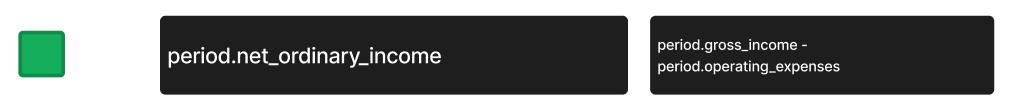 period.net_ordinary_income
period.gross_income -
period.operating_expenses